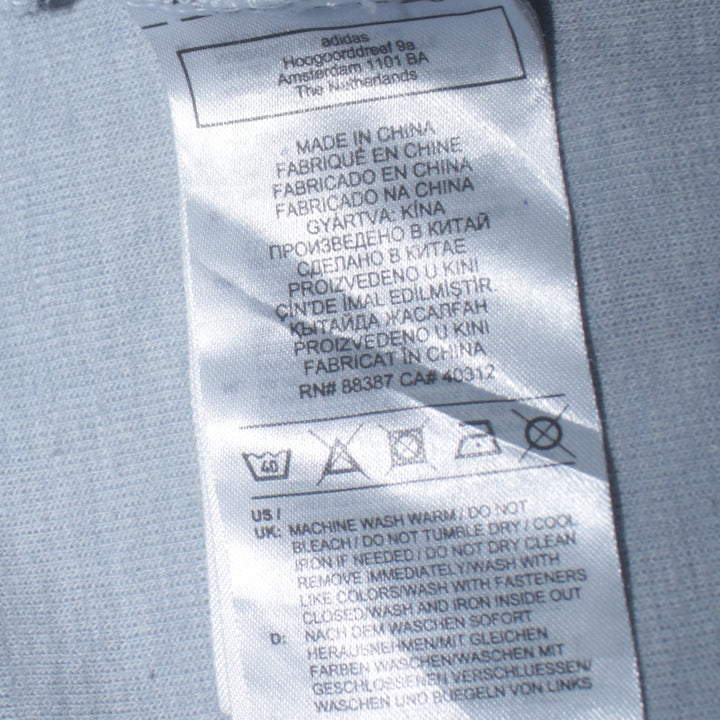 adidas
Hoogoorddreef 9a
Amsterdam 1101 BA
The Netherlands
MADE IN CHINA
FABRIQUÉ EN CHINE
FABRICADO EN CHINA
FABRICADO NA CHINA
GYÁRTVA: KÍNA
ПРОИЗВЕДЕНО В КИТАЙ
СДЕЛАНО В КИТАЕ
PROIZVEDENO U KINI
ÇİN'DE İMAL EDİLMİŞTİR.
ҚЫТАЙДА ЖАСАЛҒАН
PROIZVEDENO U KINI
FABRICAT ÎN CHINA
RN# 88387 CA# 40312
40
US /
UK: MACHINE WASH WARM / DO NOT
BLEACH / DO NOT TUMBLE DRY / COOL
IRON IF NEEDED / DO NOT DRY CLEAN
REMOVE IMMEDIATELY/WASH WITH
LIKE COLORS/WASH WITH FASTENERS
CLOSED/WASH AND IRON INSIDE OUT
D: NACH DEM WASCHEN SOFORT
HERAUSNEHMEN/MIT GLEICHEN
FARBEN WASCHEN/WASCHEN MIT
GESCHLOSSENEN VERSCHLUESSEN/
WASCHEN UND BUEGELN VON LINKS